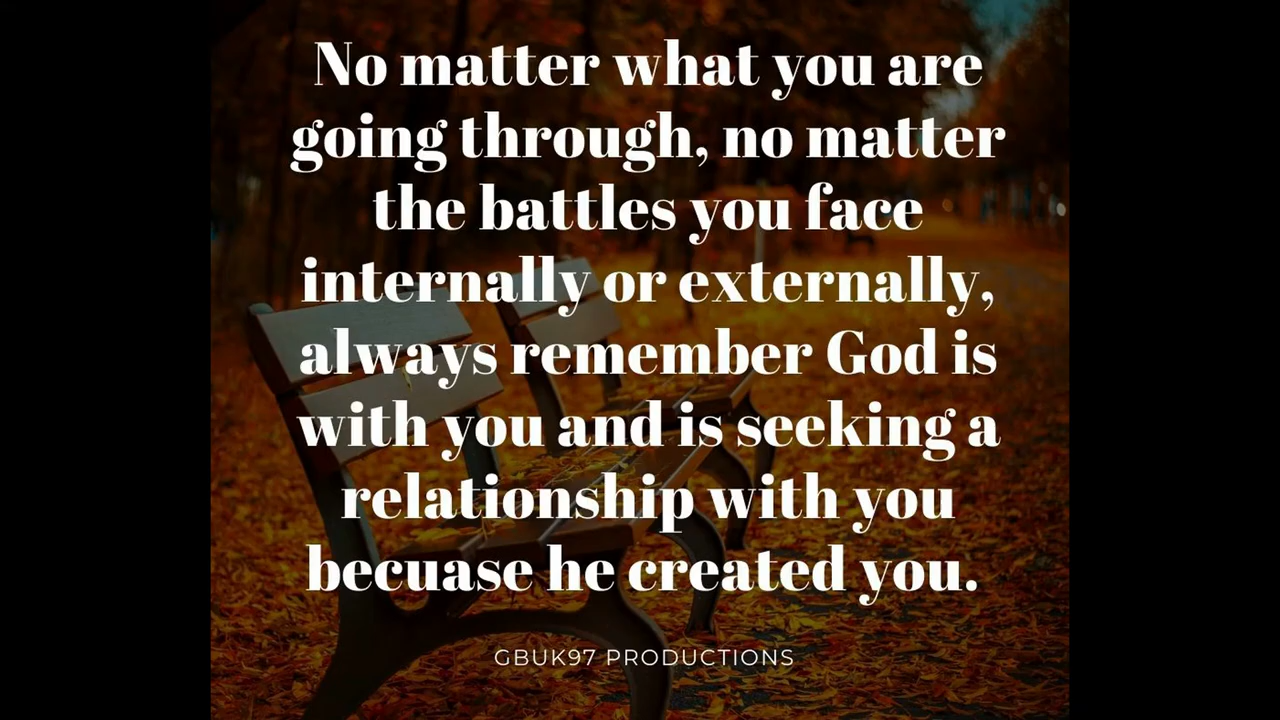 No matter what you are
going through, no matter
the battles you face
internally or externally,
always remember God is
with you and is seeking a
relationship with you
becuase he created you.
GBUK97 PRODUCTIONS